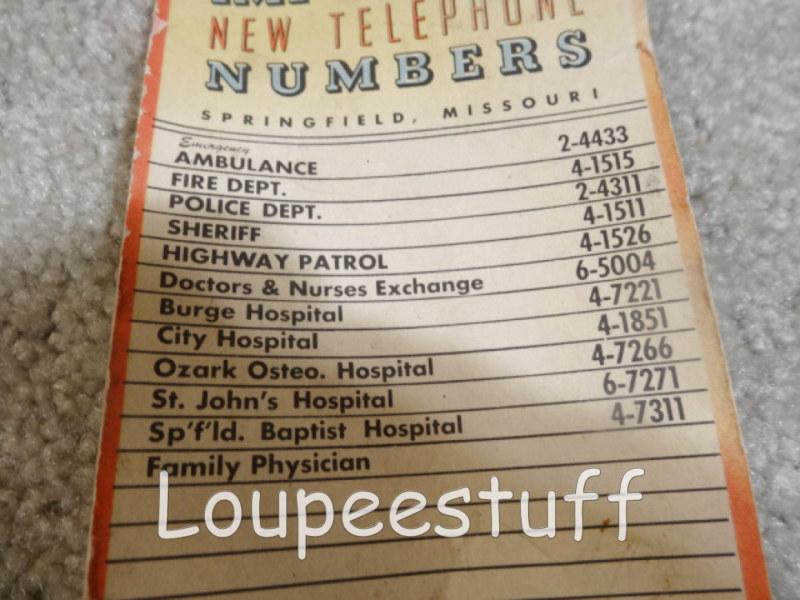 NEW TELEPHONE
NUMBERS
SPRINGFIELD, MISSOURI
Emergency
AMBULANCE 2-4433
FIRE DEPT. 4-1515
POLICE DEPT. 2-4311
SHERIFF 4-1511
HIGHWAY PATROL 4-1526
Doctors & Nurses Exchange 6-5004
Burge Hospital 4-7221
City Hospital 4-1851
Ozark Osteo. Hospital 4-7266
St. John's Hospital 6-7271
Sp'f'ld. Baptist Hospital 4-7311
Family Physician
Loupeestuff